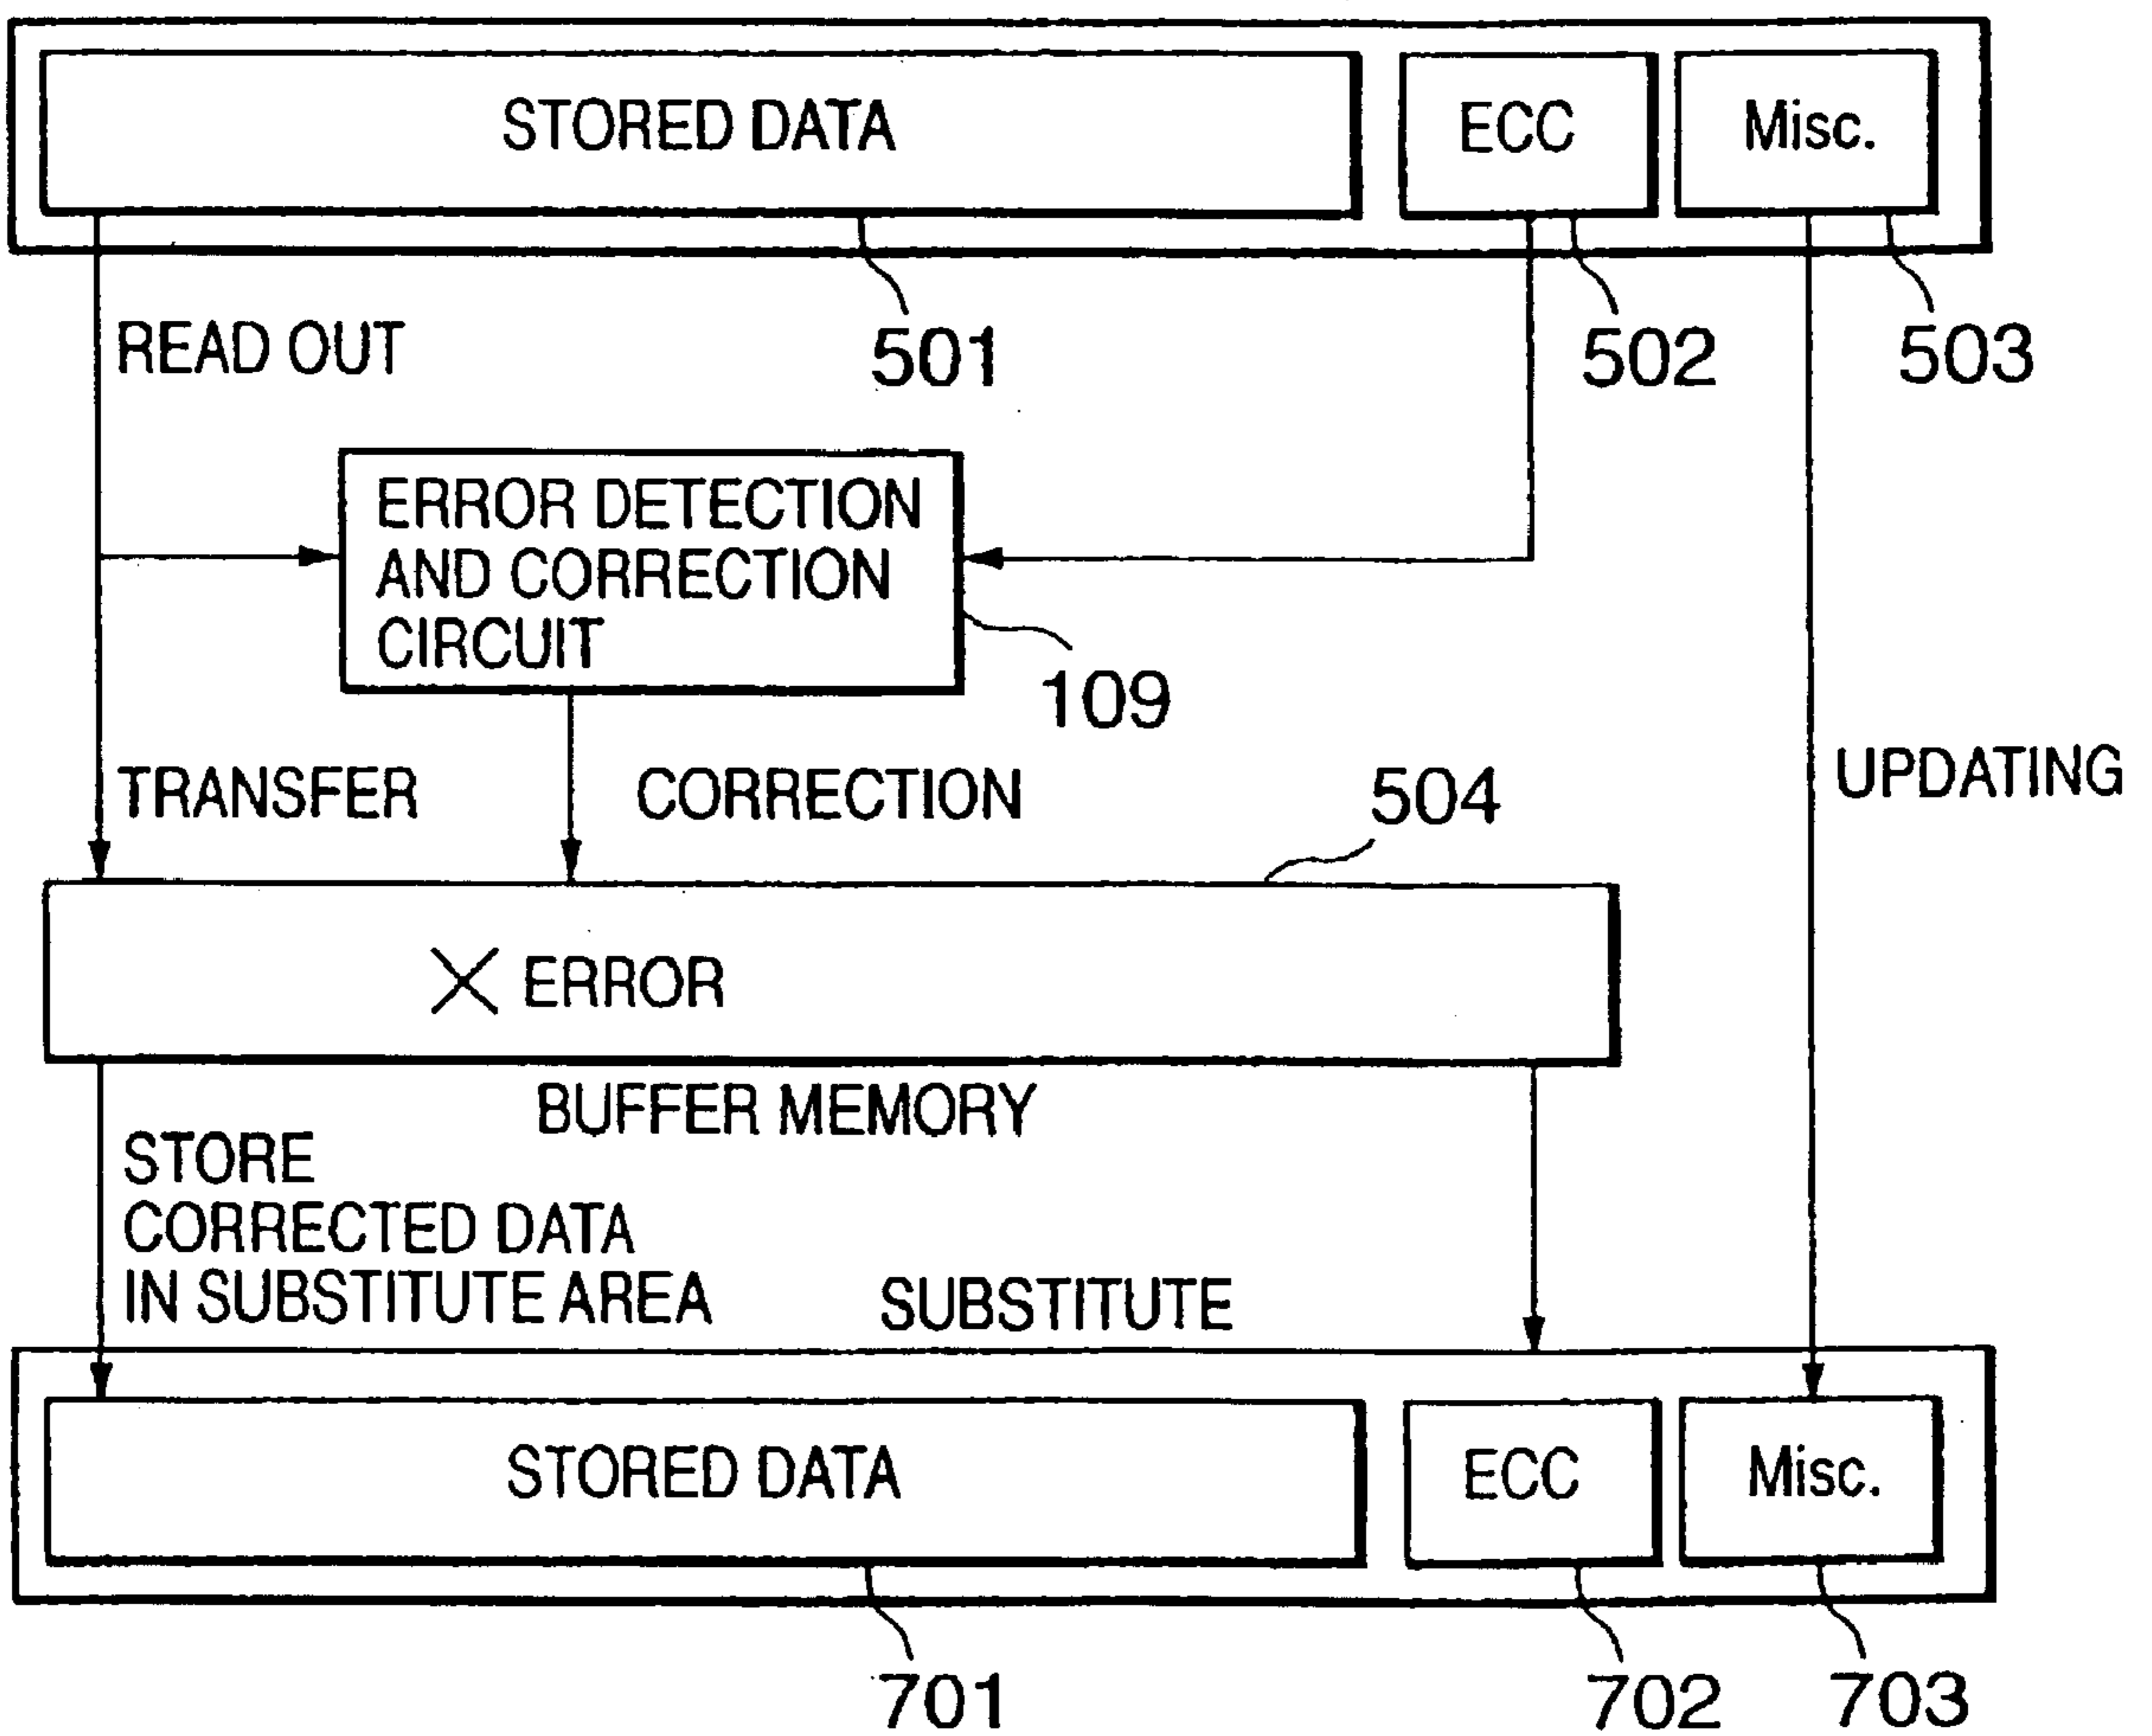 STORED DATA
ECC
Misc.
READ OUT
501
502
503
ERROR DETECTION
AND CORRECTION
CIRCUIT
109
TRANSFER
CORRECTION
504
UPDATING
ERROR
BUFFER MEMORY
STORE
CORRECTED DATA
IN SUBSTITUTE AREA
SUBSTITUTE
STORED DATA
ECC
Misc.
701
702
703